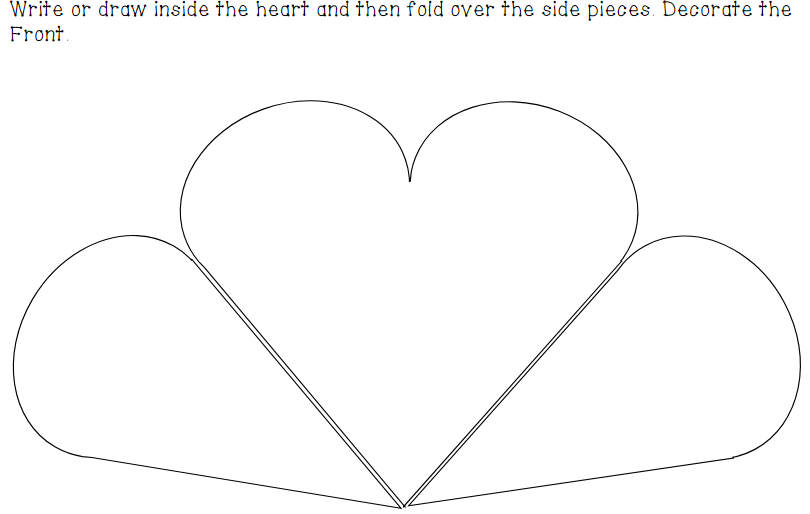 Write or draw inside the heart and then fold over the side pieces. Decorate the
Front.